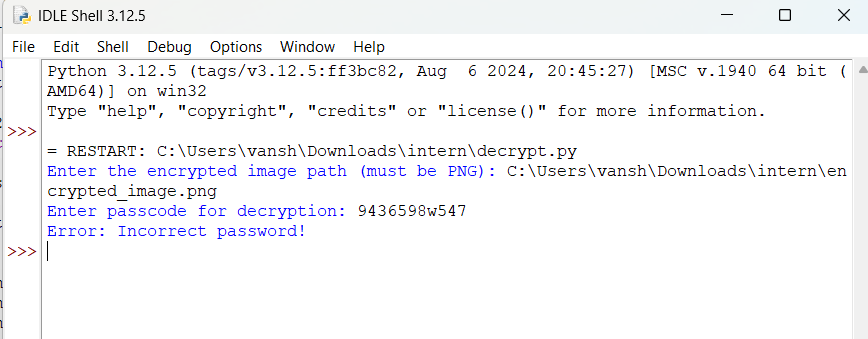 IDLE Shell 3.12.5
File Edit Shell Debug Options Window Help
Python 3.12.5 (tags/v3.12.5:ff3bc82, Aug  6 2024, 20:45:27) [MSC v.1940 64 bit (
AMD64)] on win32
Type "help", "copyright", "credits" or "license()" for more information.
>>>
= RESTART: C:\Users\vansh\Downloads\intern\decrypt.py
Enter the encrypted image path (must be PNG): C:\Users\vansh\Downloads\intern\en
crypted_image.png
Enter passcode for decryption: 9436598w547
Error: Incorrect password!
>>>